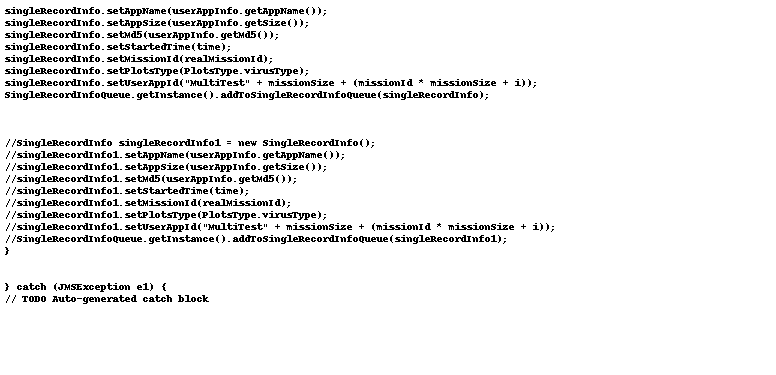 singleRecordInfo.setAppName(userAppInfo.getAppName());
singleRecordInfo.setAppSize(userAppInfo.getSize());
singleRecordInfo.setMd5(userAppInfo.getMd5());
singleRecordInfo.setStartedTime(time);
singleRecordInfo.setMissionId(realMissionId);
singleRecordInfo.setPlotsType(PlotsType.virusType);
singleRecordInfo.setUserAppId("MultiTest" + missionSize + (missionId * missionSize + i));
SingleRecordInfoQueue.getInstance().addToSingleRecordInfoQueue(singleRecordInfo);
//SingleRecordInfo singleRecordInfo1 = new SingleRecordInfo();
//singleRecordInfo1.setAppName(userAppInfo.getAppName());
//singleRecordInfo1.setAppSize(userAppInfo.getSize());
//singleRecordInfo1.setMd5(userAppInfo.getMd5());
//singleRecordInfo1.setStartedTime(time);
//singleRecordInfo1.setMissionId(realMissionId);
//singleRecordInfo1.setPlotsType(PlotsType.virusType);
//singleRecordInfo1.setUserAppId("MultiTest" + missionSize + (missionId * missionSize + i));
//SingleRecordInfoQueue.getInstance().addToSingleRecordInfoQueue(singleRecordInfo1);
}
} catch (JMSException e1) {
// TODO Auto-generated catch block